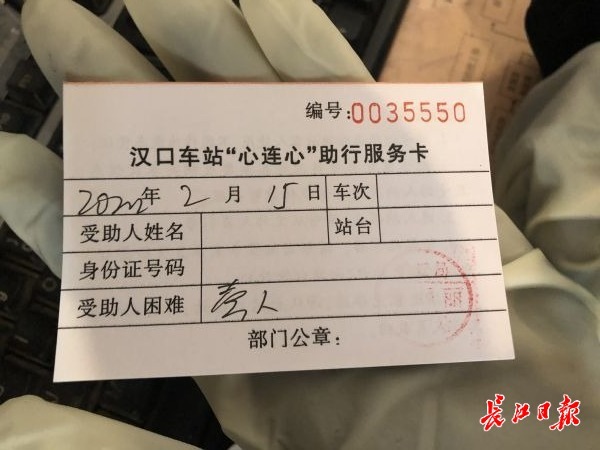 编号:0035550
汉口车站“心连心”助行服务卡
2022年 2 月 15 日 车次
受助人姓名 站台
身份证号码
受助人困难 老人
部门公章：
长江日报